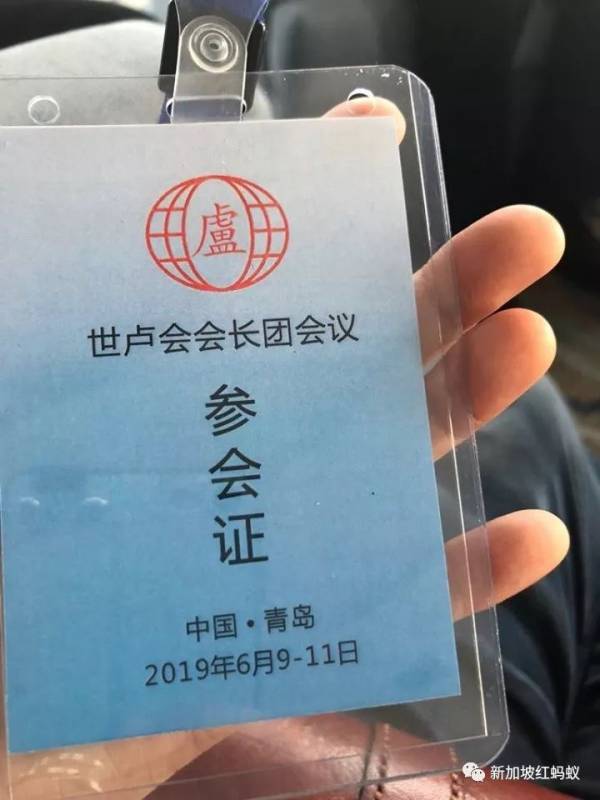 盧
世卢会会长团会议
参
会
证
中国·青岛
2019年6月9-11日
新加坡红蚂蚁